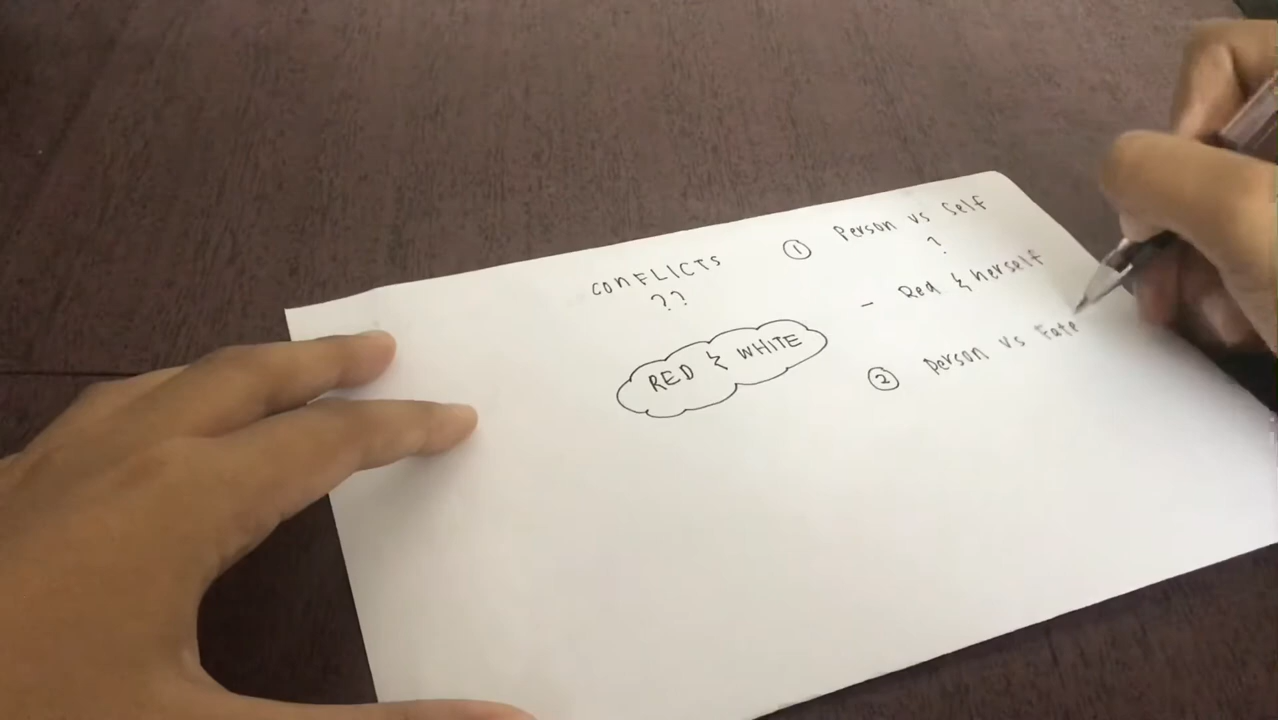 CONFLICTS
??
RED & WHITE
① Person vs Self
?
– Red & herself
② Person vs Fate